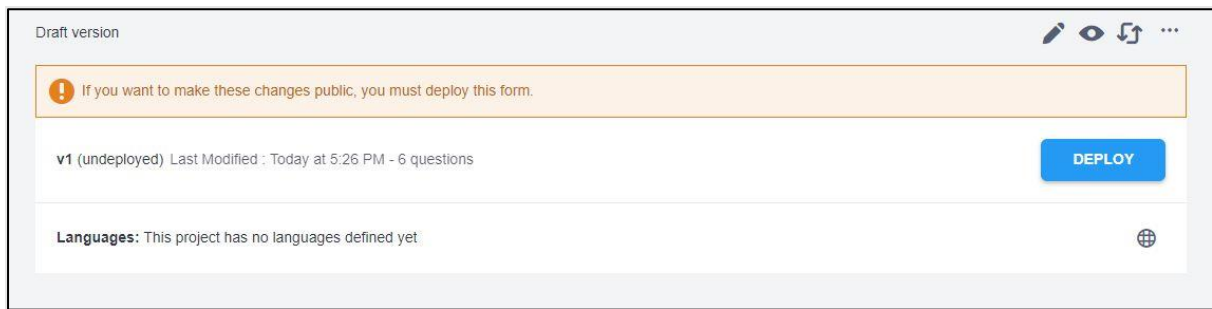 Draft version
If you want to make these changes public, you must deploy this form.
v1 (undeployed) Last Modified : Today at 5:26 PM - 6 questions
DEPLOY
Languages: This project has no languages defined yet